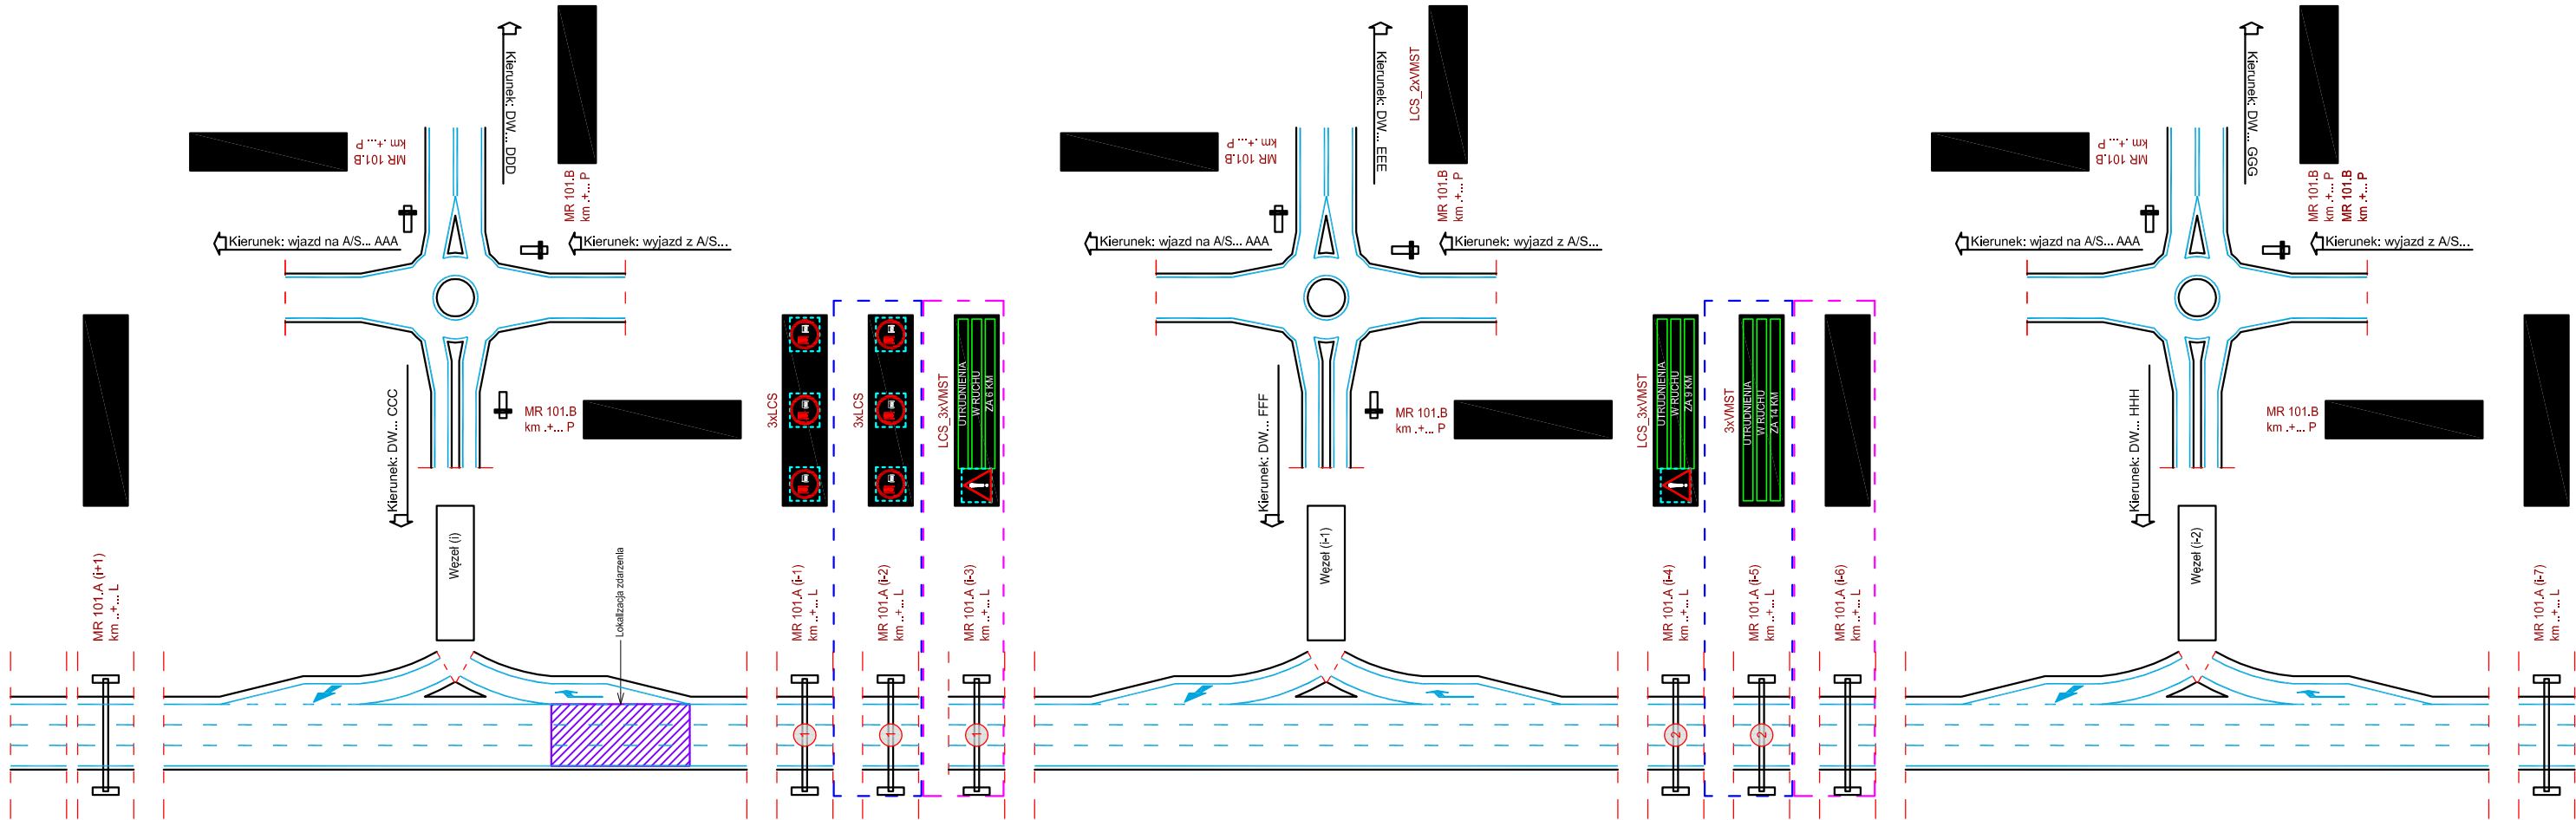 Kierunek: DW... DDD
MR 101.B
km .+... P
MR 101.B
km .+... P
Kierunek: wjazd na A/S... AAA
Kierunek: wyjazd z A/S...
Kierunek: DW... CCC
MR 101.B
km .+... P
Węzeł (i)
Lokalizacja zdarzenia
MR 101.A (i+1)
km ..+... L
3xLCS
MR 101.A (i-1)
km ..+... L
1
3xLCS
MR 101.A (i-2)
km ..+... L
1
LCS_3xVMST
UTRUDNIENIA
W RUCHU
ZA 6 KM
MR 101.A (i-3)
km ..+... L
1
Kierunek: DW... EEE
LCS_2xVMST
MR 101.B
km .+... P
MR 101.B
km .+... P
Kierunek: wjazd na A/S... AAA
Kierunek: wyjazd z A/S...
Kierunek: DW... FFF
MR 101.B
km .+... P
Węzeł (i-1)
LCS_3xVMST
UTRUDNIENIA
W RUCHU
ZA 9 KM
MR 101.A (i-4)
km ..+... L
2
3xVMST
UTRUDNIENIA
W RUCHU
ZA 14 KM
MR 101.A (i-5)
km ..+... L
2
MR 101.A (i-6)
km ..+... L
Kierunek: DW... GGG
MR 101.B
km .+... P
MR 101.B
km .+... P
MR 101.B
km .+... P
Kierunek: wjazd na A/S... AAA
Kierunek: wyjazd z A/S...
Kierunek: DW... HHH
MR 101.B
km .+... P
Węzeł (i-2)
MR 101.A (i-7)
km ..+... L